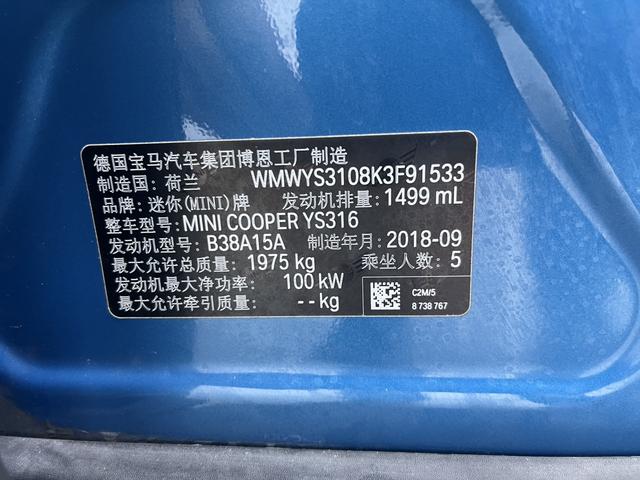 德国宝马汽车集团博恩工厂制造
制造国: 荷兰 WMWYS3108K3F91533
品牌: 迷你(MINI)牌 发动机排量: 1499 mL
整车型号: MINI COOPER YS316
发动机型号: B38A15A 制造年月: 2018-09
最大允许总质量: 1975 kg 乘坐人数: 5
发动机最大净功率: 100 kW
最大允许牵引质量: -- kg
C2M/5
8 738 767